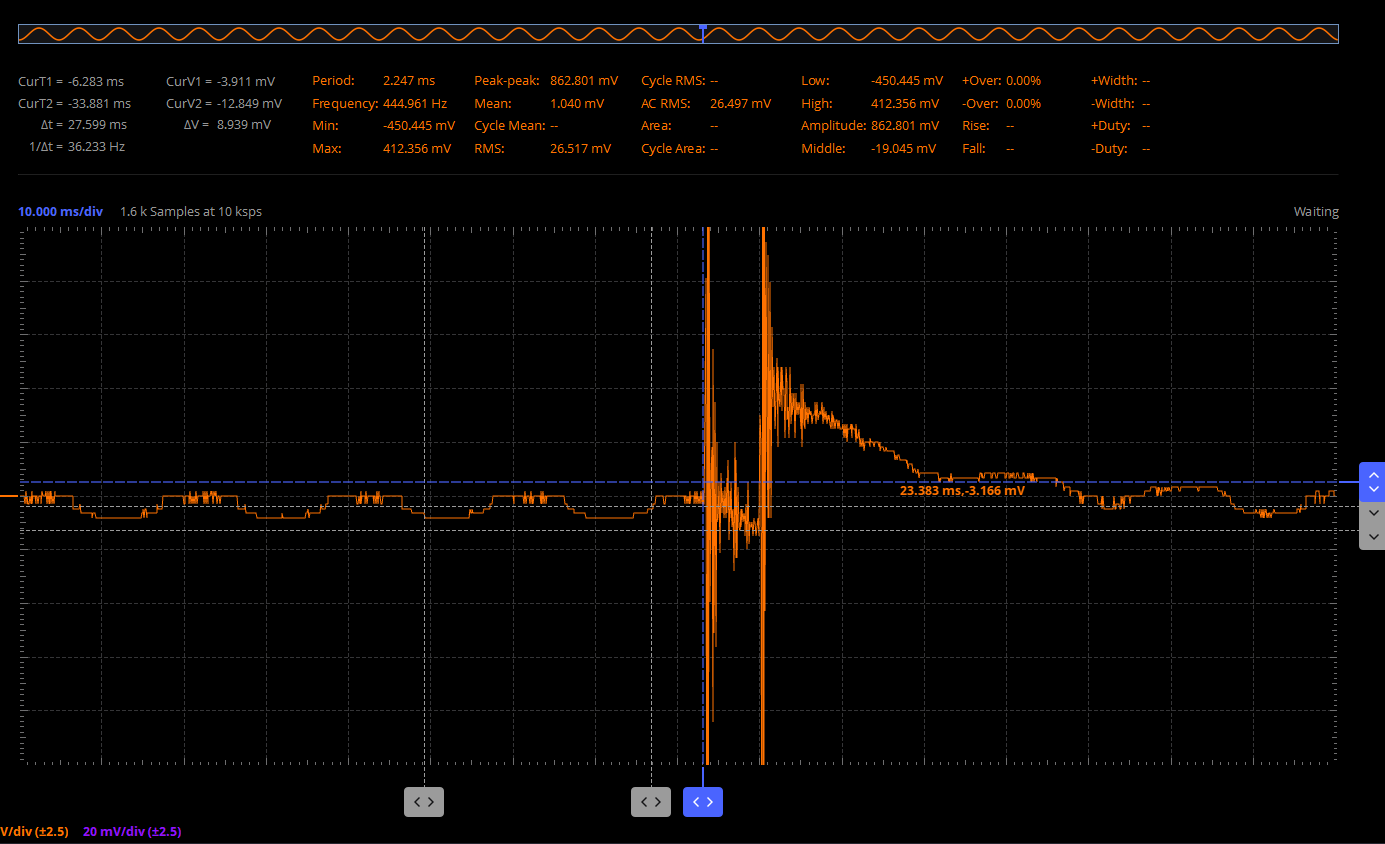 CurT1 = -6.283 ms CurV1 = -3.911 mV Period: 2.247 ms Peak-peak: 862.801 mV Cycle RMS: -- Low: -450.445 mV +Over: 0.00% +Width: --
CurT2 = -33.881 ms CurV2 = -12.849 mV Frequency: 444.961 Hz Mean: 1.040 mV AC RMS: 26.497 mV High: 412.356 mV -Over: 0.00% -Width: --
Δt = 27.599 ms ΔV = 8.939 mV Min: -450.445 mV Cycle Mean: -- Area: -- Amplitude: 862.801 mV Rise: -- +Duty: --
1/Δt = 36.233 Hz Max: 412.356 mV RMS: 26.517 mV Cycle Area: -- Middle: -19.045 mV Fall: -- -Duty: --
10.000 ms/div 1.6 k Samples at 10 ksps Waiting
23.383 ms,-3.166 mV
V/div (±2.5) 20 mV/div (±2.5)